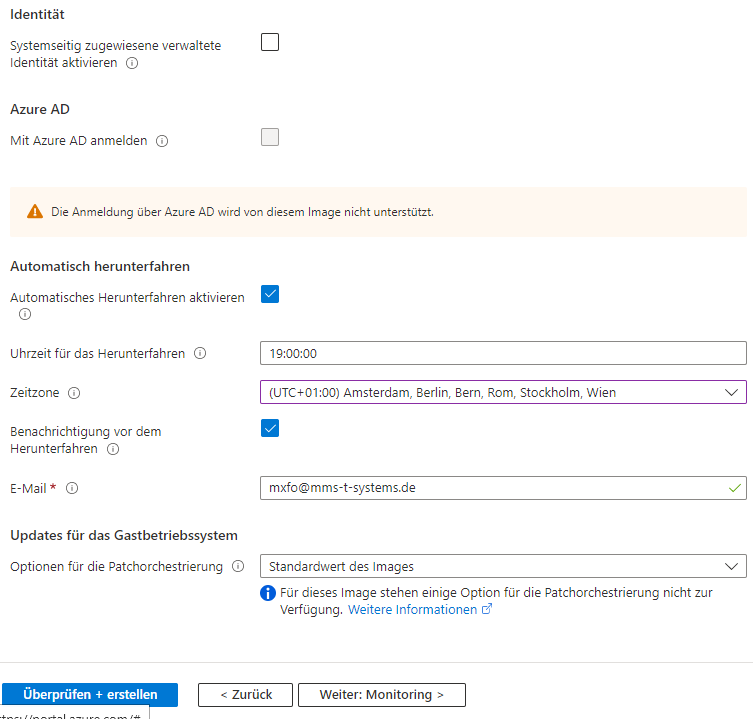 Identität
Systemseitig zugewiesene verwaltete
Identität aktivieren
Azure AD
Mit Azure AD anmelden
Die Anmeldung über Azure AD wird von diesem Image nicht unterstützt.
Automatisch herunterfahren
Automatisches Herunterfahren aktivieren
Uhrzeit für das Herunterfahren
19:00:00
Zeitzone
(UTC+01:00) Amsterdam, Berlin, Bern, Rom, Stockholm, Wien
Benachrichtigung vor dem
Herunterfahren
E-Mail *
mxfo@mms-t-systems.de
Updates für das Gastbetriebssystem
Optionen für die Patchorchestrierung
Standardwert des Images
Für dieses Image stehen einige Option für die Patchorchestrierung nicht zur
Verfügung. Weitere Informationen
Überprüfen + erstellen
< Zurück
Weiter: Monitoring >
ttps://portal.azure.com/#